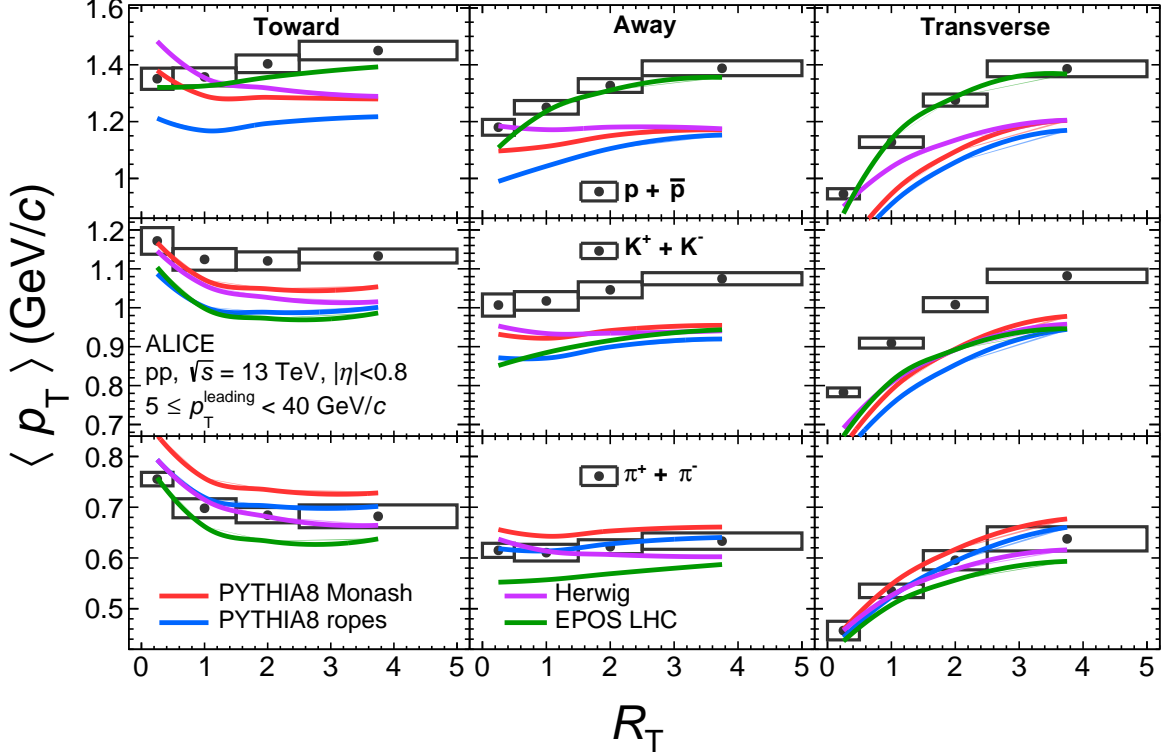 Toward Away Transverse
1.6
1.4
1.2
1
p + p̄
⟨ p_T ⟩ (GeV/c)
1.2
1.1
1
0.9
0.8
0.7
K⁺ + K⁻
ALICE
pp, √s = 13 TeV, |η|<0.8
5 ≤ p_T^leading < 40 GeV/c
0.8
0.7
0.6
0.5
π⁺ + π⁻
PYTHIA8 Monash
PYTHIA8 ropes
Herwig
EPOS LHC
0 1 2 3 4 5 0 1 2 3 4 5 0 1 2 3 4 5
R_T